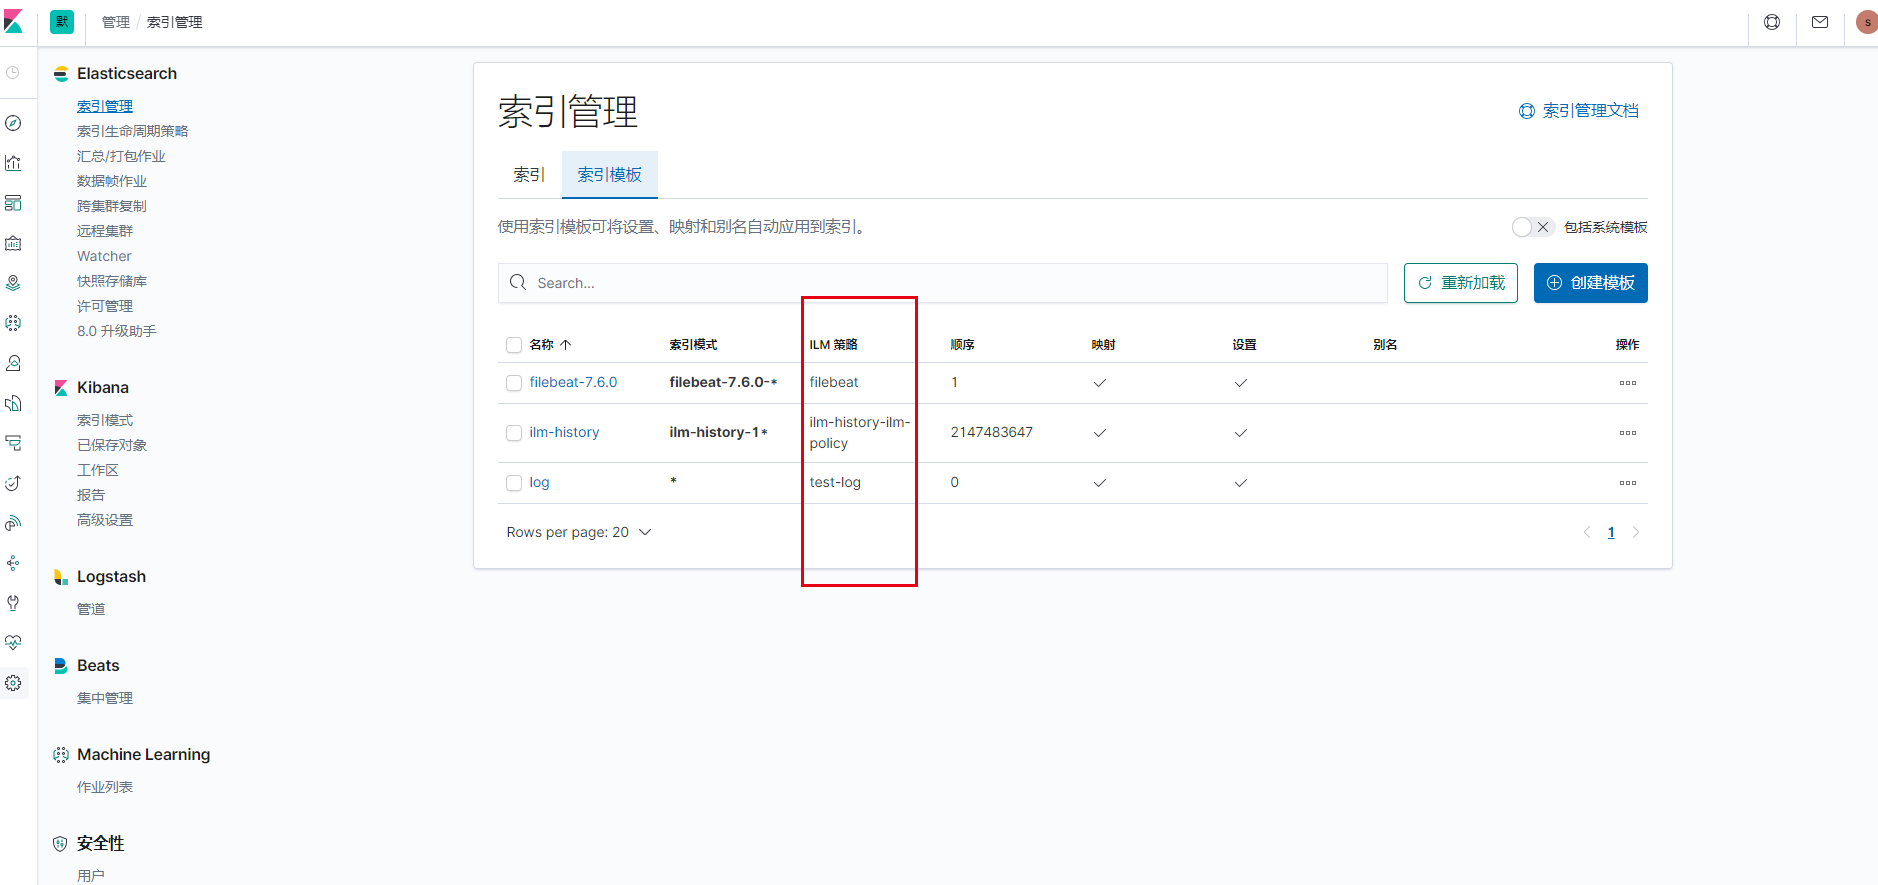 默
管理 / 索引管理
s
Elasticsearch
索引管理
索引生命周期策略
汇总/打包作业
数据帧作业
跨集群复制
远程集群
Watcher
快照存储库
许可管理
8.0 升级助手
Kibana
索引模式
已保存对象
工作区
报告
高级设置
Logstash
管道
Beats
集中管理
Machine Learning
作业列表
安全性
用户
索引管理
索引管理文档
索引 索引模板
使用索引模板可将设置、映射和别名自动应用到索引。
包括系统模板
Search...
重新加载
创建模板
名称 索引模式 ILM 策略 顺序 映射 设置 别名 操作
filebeat-7.6.0 filebeat-7.6.0-* filebeat 1
ilm-history ilm-history-1* ilm-history-ilm- 2147483647
policy
log * test-log 0
Rows per page: 20
1